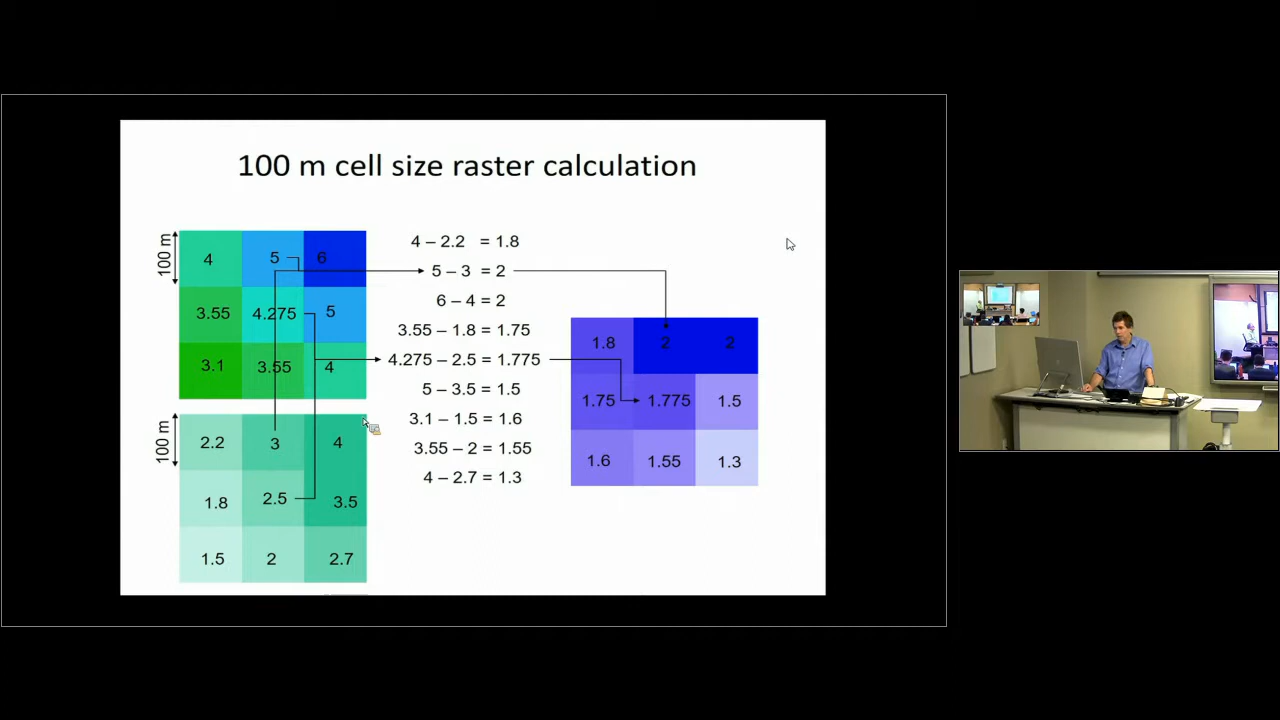 100 m cell size raster calculation
100 m
4 5 6
3.55 4.275 5
3.1 3.55 4
100 m
2.2 3 4
1.8 2.5 3.5
1.5 2 2.7
4 – 2.2 = 1.8
5 – 3 = 2
6 – 4 = 2
3.55 – 1.8 = 1.75
4.275 – 2.5 = 1.775
5 – 3.5 = 1.5
3.1 – 1.5 = 1.6
3.55 – 2 = 1.55
4 – 2.7 = 1.3
1.8 2 2
1.75 1.775 1.5
1.6 1.55 1.3